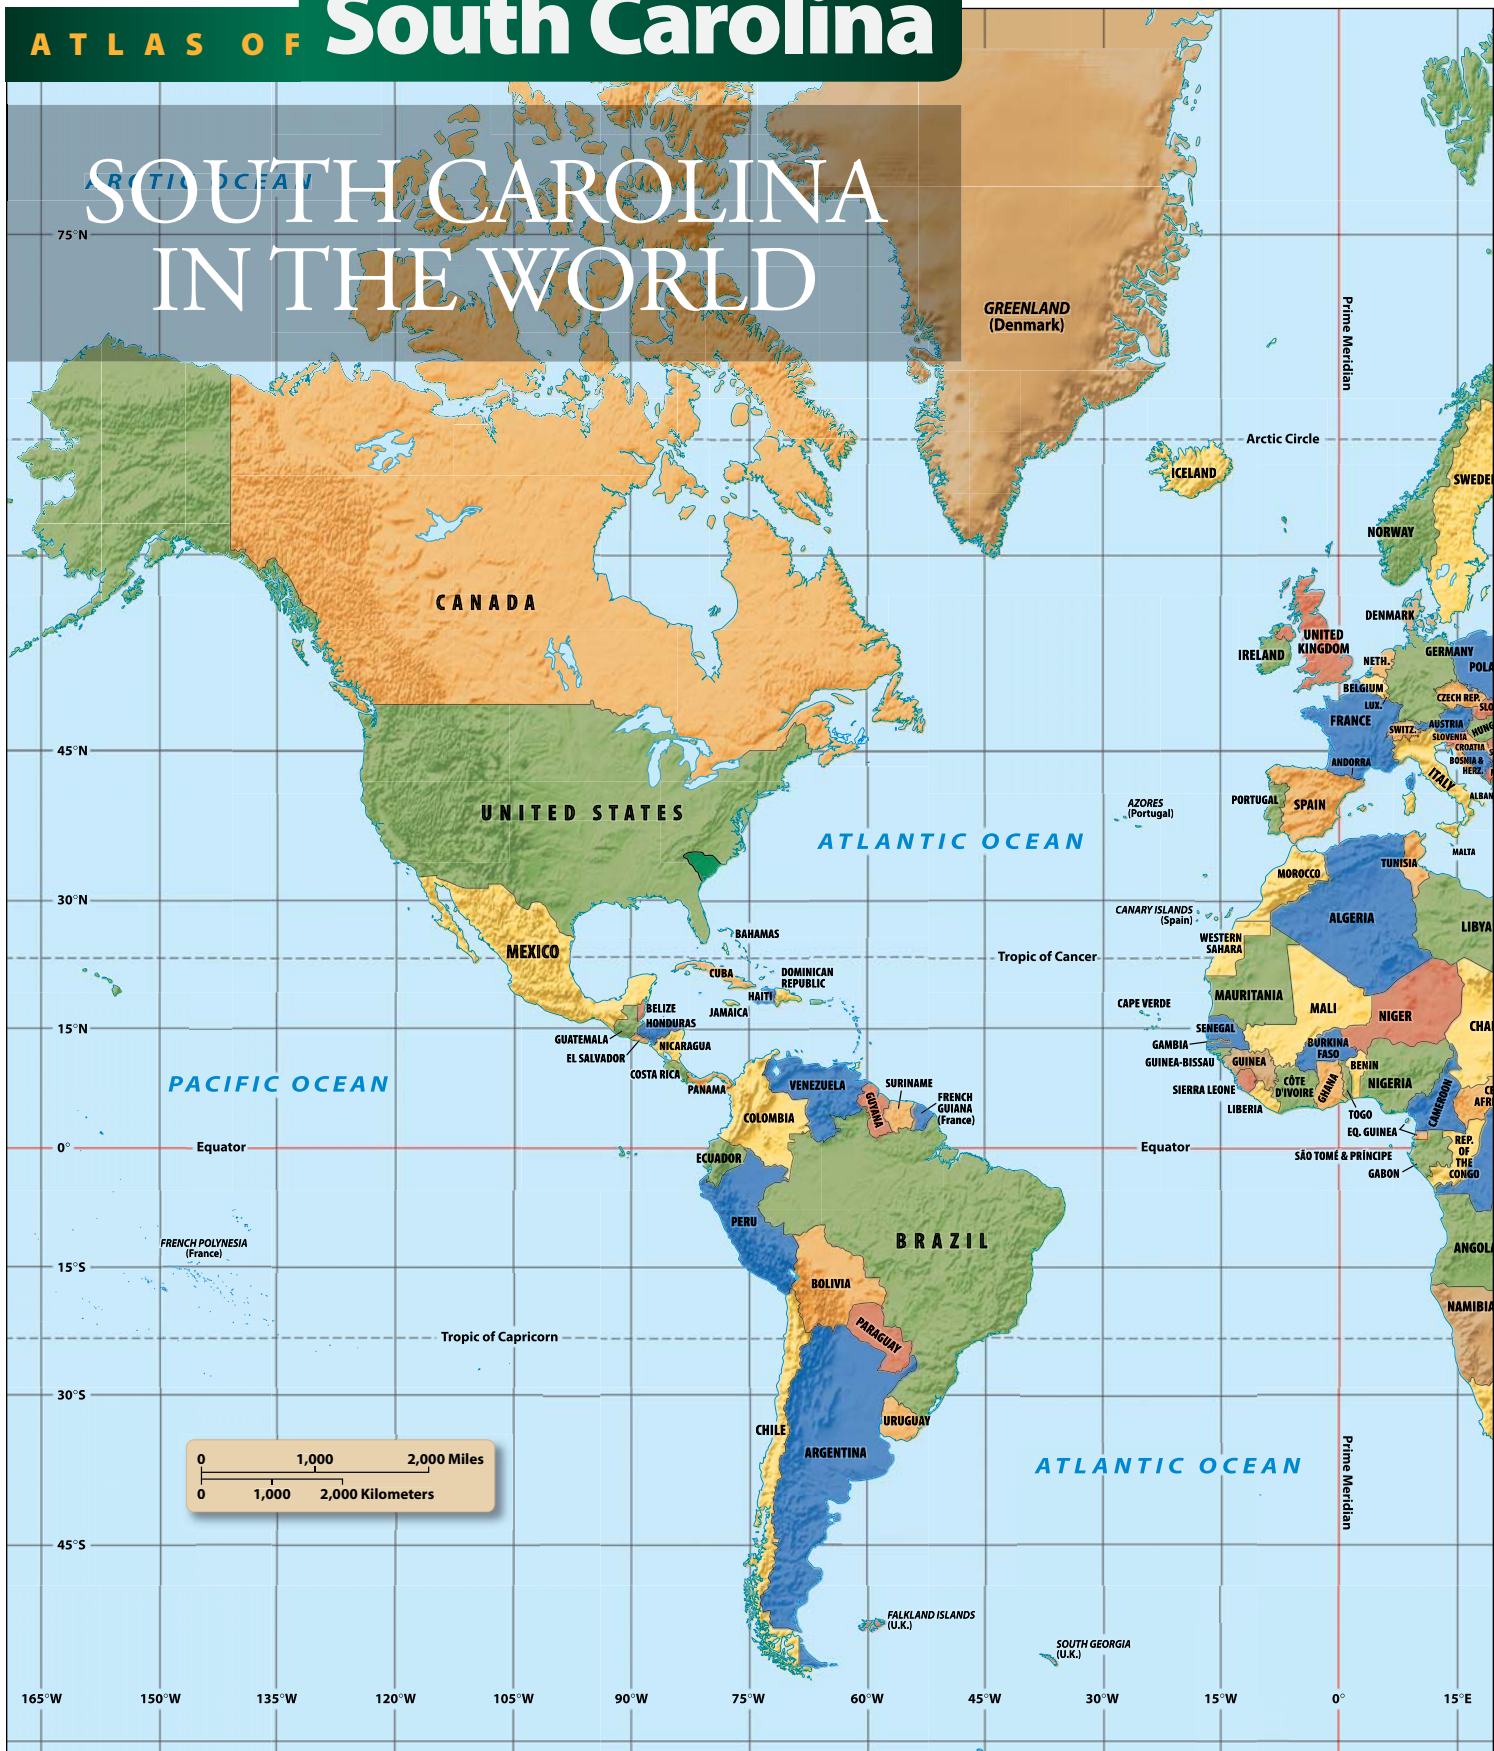 ATLAS OF South Carolina
ARCTIC OCEAN
SOUTH CAROLINA
IN THE WORLD
75°N
GREENLAND
(Denmark)
Prime Meridian
Arctic Circle
ICELAND
SWEDE
NORWAY
CANADA
DENMARK
UNITED
KINGDOM
IRELAND
GERMANY
NETH.
POLA
BELGIUM
CZECH REP.
LUX.
SLO
FRANCE
AUSTRIA
HUNG
SWITZ.
SLOVENIA
CROATIA
S
45°N
BOSNIA &
HERZ.
ANDORRA
ITALY
ALBAN
UNITED STATES
AZORES
(Portugal)
PORTUGAL
SPAIN
ATLANTIC OCEAN
MALTA
TUNISIA
MOROCCO
30°N
CANARY ISLANDS
(Spain)
ALGERIA
LIBYA
BAHAMAS
WESTERN
SAHARA
MEXICO
Tropic of Cancer
CUBA
DOMINICAN
REPUBLIC
HAITI
JAMAICA
BELIZE
HONDURAS
GUATEMALA
NICARAGUA
EL SALVADOR
COSTA RICA
PANAMA
CAPE VERDE
MAURITANIA
MALI
NIGER
CHA
15°N
SENEGAL
GAMBIA
BURKINA
FASO
GUINEA-BISSAU
GUINEA
BENIN
NIGERIA
SIERRA LEONE
CÔTE
D'IVOIRE
GHANA
CAMEROON
CE
AFRI
LIBERIA
TOGO
PACIFIC OCEAN
VENEZUELA
SURINAME
GUYANA
FRENCH
GUIANA
(France)
COLOMBIA
EQ. GUINEA
0°
Equator
Equator
ECUADOR
SÃO TOMÉ & PRÍNCIPE
REP.
OF
THE
CONGO
GABON
PERU
BRAZIL
FRENCH POLYNESIA
(France)
ANGOLA
15°S
BOLIVIA
NAMIBIA
PARAGUAY
Tropic of Capricorn
30°S
URUGUAY
CHILE
ARGENTINA
0 1,000 2,000 Miles
0 1,000 2,000 Kilometers
ATLANTIC OCEAN
Prime Meridian
45°S
FALKLAND ISLANDS
(U.K.)
SOUTH GEORGIA
(U.K.)
165°W 150°W 135°W 120°W 105°W 90°W 75°W 60°W 45°W 30°W 15°W 0° 15°E